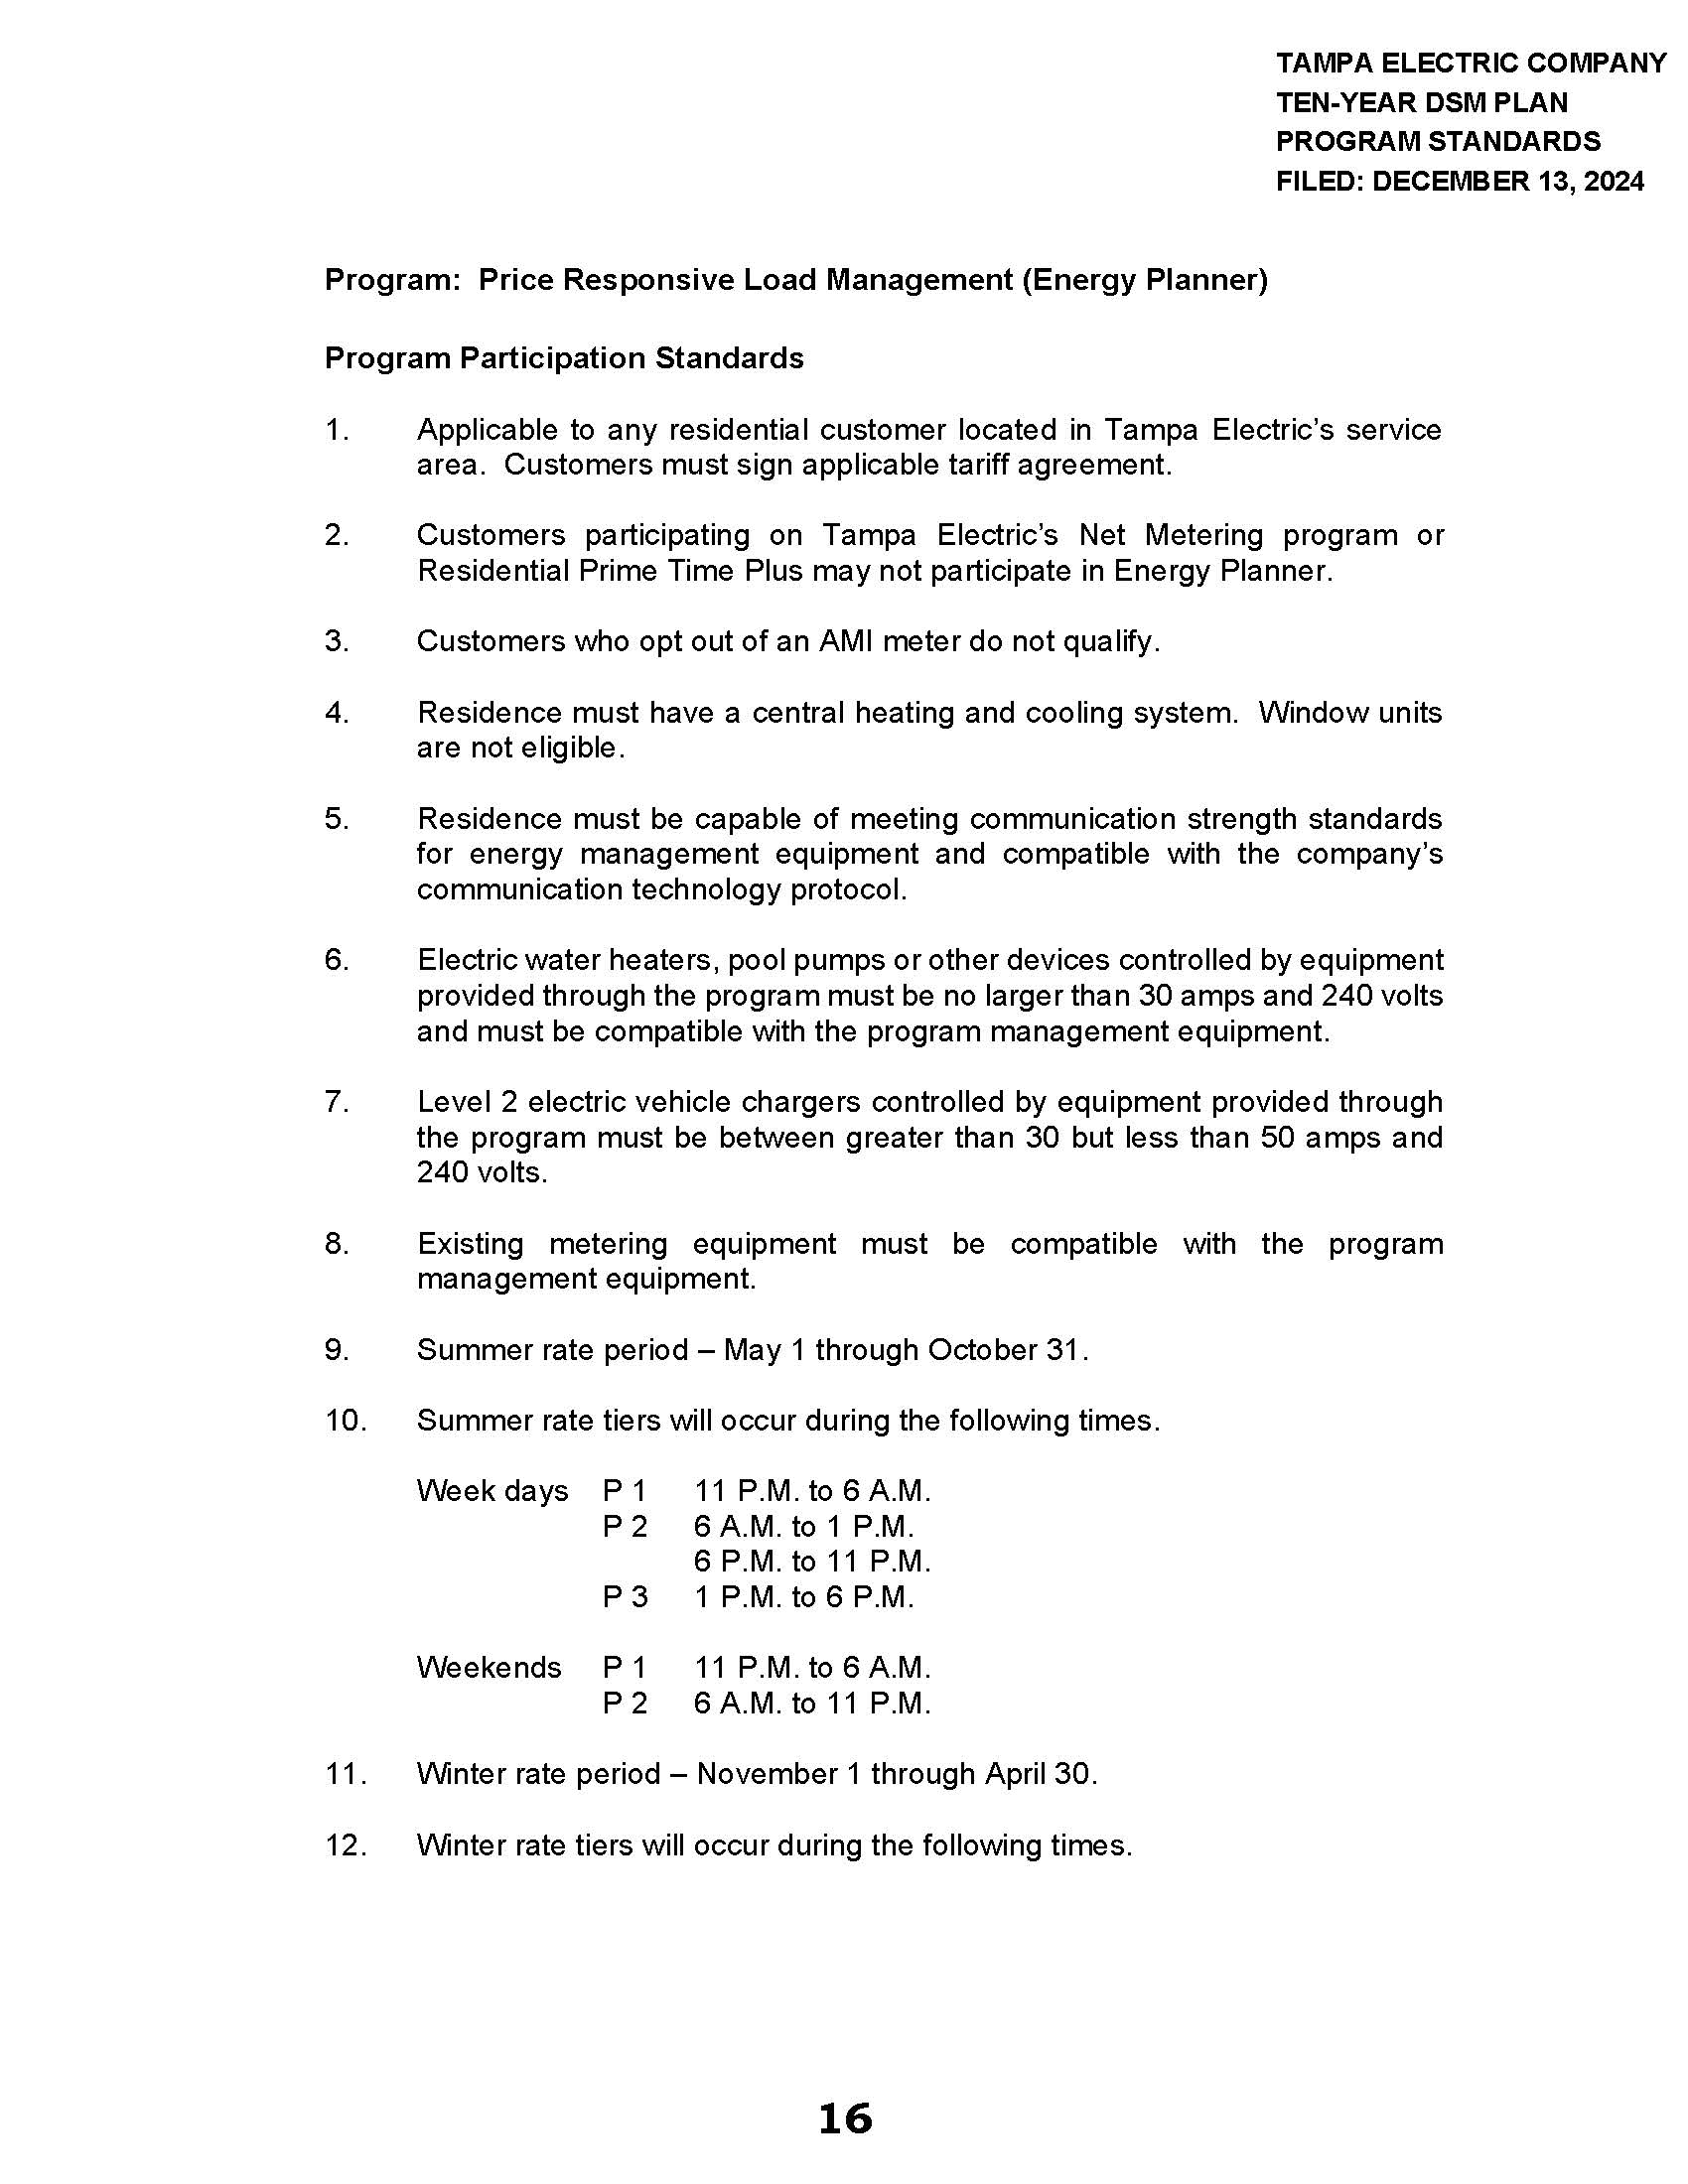 TAMPA ELECTRIC COMPANY
TEN-YEAR DSM PLAN
PROGRAM STANDARDS
FILED: DECEMBER 13, 2024
Program: Price Responsive Load Management (Energy Planner)
Program Participation Standards
1. Applicable to any residential customer located in Tampa Electric’s service
area. Customers must sign applicable tariff agreement.
2. Customers participating on Tampa Electric’s Net Metering program or
Residential Prime Time Plus may not participate in Energy Planner.
3. Customers who opt out of an AMI meter do not qualify.
4. Residence must have a central heating and cooling system. Window units
are not eligible.
5. Residence must be capable of meeting communication strength standards
for energy management equipment and compatible with the company’s
communication technology protocol.
6. Electric water heaters, pool pumps or other devices controlled by equipment
provided through the program must be no larger than 30 amps and 240 volts
and must be compatible with the program management equipment.
7. Level 2 electric vehicle chargers controlled by equipment provided through
the program must be between greater than 30 but less than 50 amps and
240 volts.
8. Existing metering equipment must be compatible with the program
management equipment.
9. Summer rate period – May 1 through October 31.
10. Summer rate tiers will occur during the following times.
Week days P 1 11 P.M. to 6 A.M.
P 2 6 A.M. to 1 P.M.
6 P.M. to 11 P.M.
P 3 1 P.M. to 6 P.M.
Weekends P 1 11 P.M. to 6 A.M.
P 2 6 A.M. to 11 P.M.
11. Winter rate period – November 1 through April 30.
12. Winter rate tiers will occur during the following times.
16